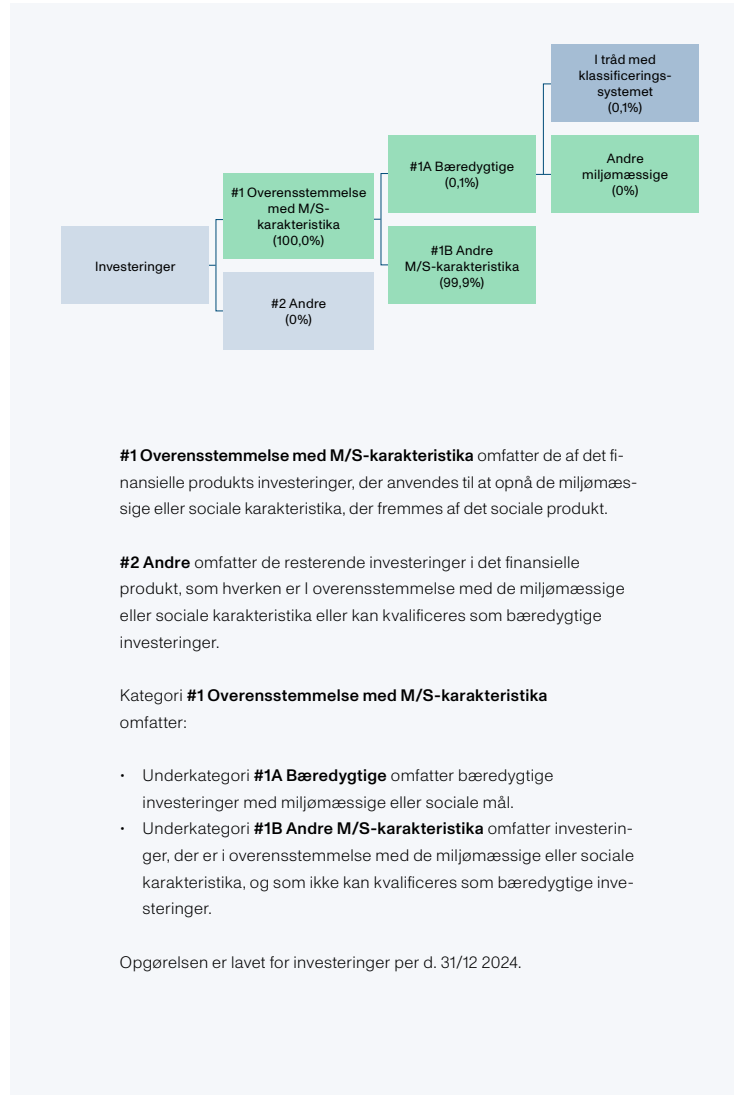 I tråd med
klassificerings-
systemet
(0,1%)
#1A Bæredygtige
(0,1%)
Andre
miljømæssige
(0%)
#1 Overensstemmelse
med M/S-
karakteristika
(100,0%)
#1B Andre
M/S-karakteristika
(99,9%)
Investeringer
#2 Andre
(0%)
#1 Overensstemmelse med M/S-karakteristika omfatter de af det fi-
nansielle produkts investeringer, der anvendes til at opnå de miljømæs-
sige eller sociale karakteristika, der fremmes af det sociale produkt.
#2 Andre omfatter de resterende investeringer i det finansielle
produkt, som hverken er I overensstemmelse med de miljømæssige
eller sociale karakteristika eller kan kvalificeres som bæredygtige
investeringer.
Kategori #1 Overensstemmelse med M/S-karakteristika
omfatter:
• Underkategori #1A Bæredygtige omfatter bæredygtige
investeringer med miljømæssige eller sociale mål.
• Underkategori #1B Andre M/S-karakteristika omfatter investerin-
ger, der er i overensstemmelse med de miljømæssige eller sociale
karakteristika, og som ikke kan kvalificeres som bæredygtige inve-
steringer.
Opgørelsen er lavet for investeringer per d. 31/12 2024.